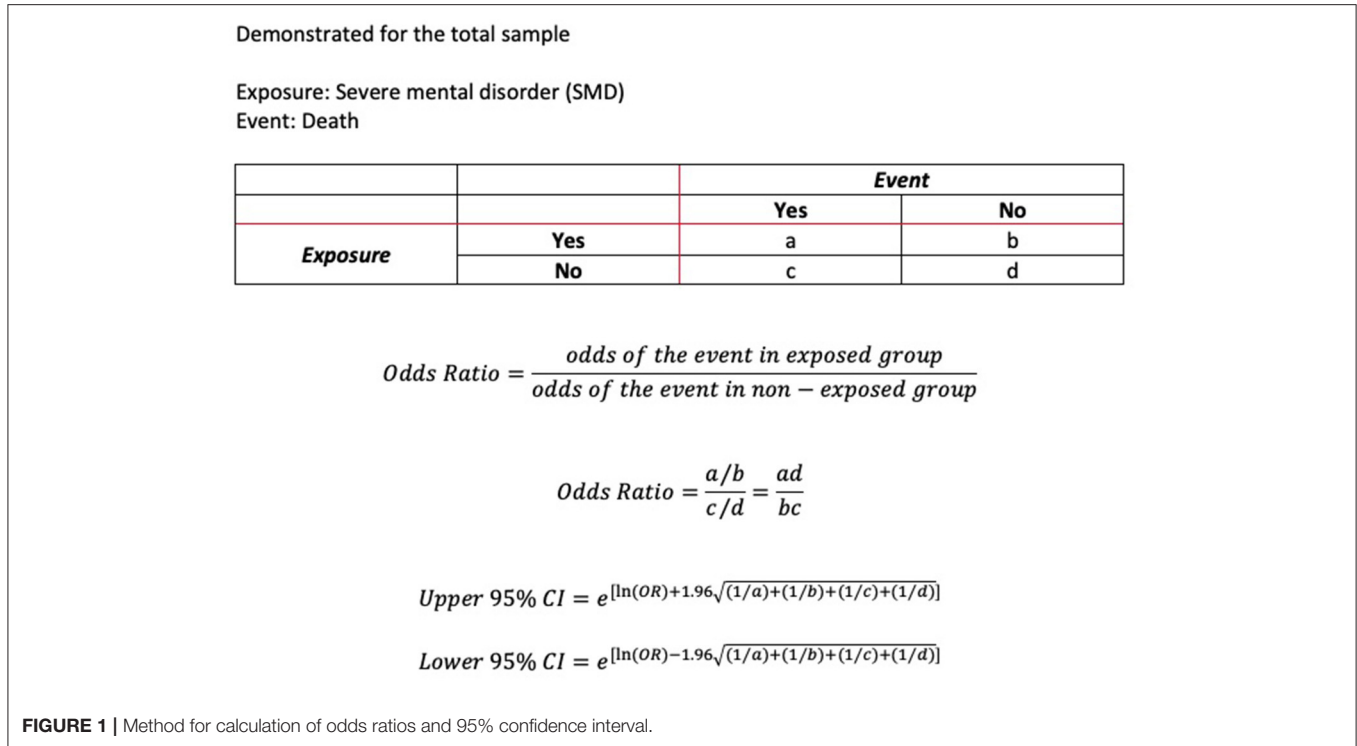 Demonstrated for the total sample
Exposure: Severe mental disorder (SMD)
Event: Death
Event
Yes No
Exposure Yes a b
No c d
Odds Ratio = odds of the event in exposed group / odds of the event in non − exposed group
Odds Ratio = a/b / c/d = ad / bc
Upper 95% CI = e^[ln(OR)+1.96√(1/a)+(1/b)+(1/c)+(1/d)]
Lower 95% CI = e^[ln(OR)−1.96√(1/a)+(1/b)+(1/c)+(1/d)]
FIGURE 1 | Method for calculation of odds ratios and 95% confidence interval.